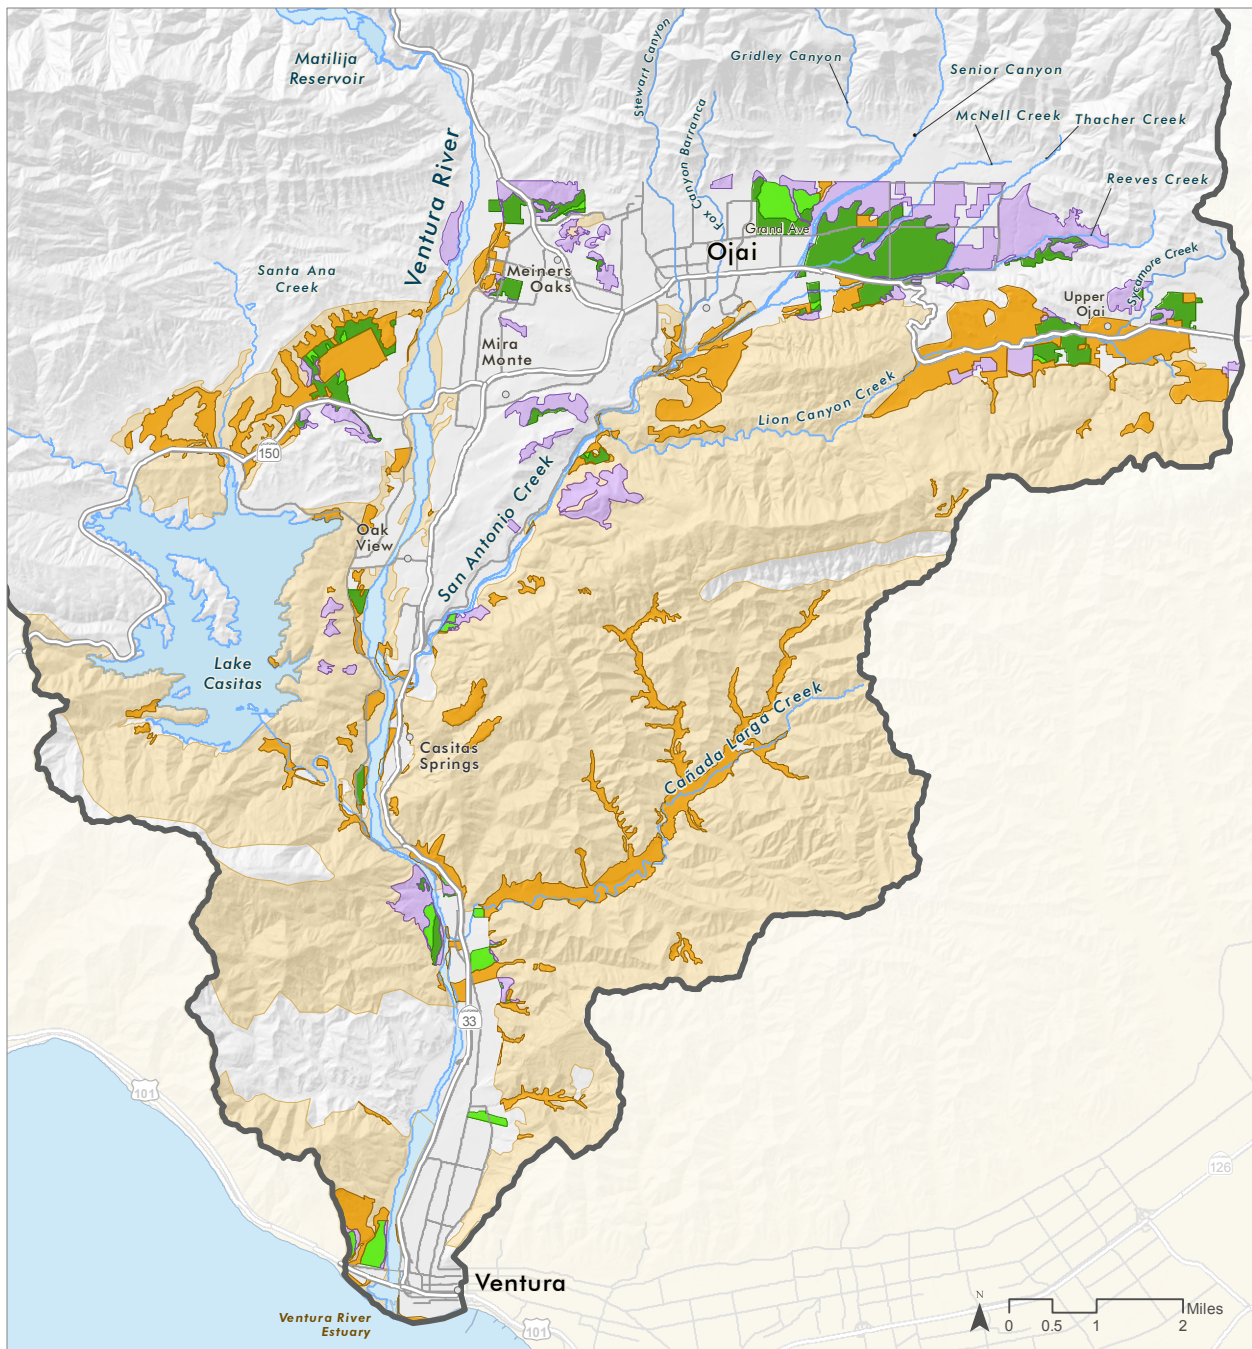 Matilija
Reservoir
Stewart Canyon
Gridley Canyon
Senior Canyon
McNell Creek
Thacher Creek
Fox Canyon Barranca
Reeves Creek
Ventura River
Grand Ave
Ojai
Sycamore Creek
Santa Ana
Creek
Meiners
Oaks
Upper
Ojai
Mira
Monte
Lion Canyon Creek
CALIFORNIA
150
San Antonio Creek
Oak
View
Lake
Casitas
Cañada Larga Creek
Casitas
Springs
CALIFORNIA
33
101
126
Ventura
Ventura River
Estuary
101
N
Miles
0 0.5 1 2